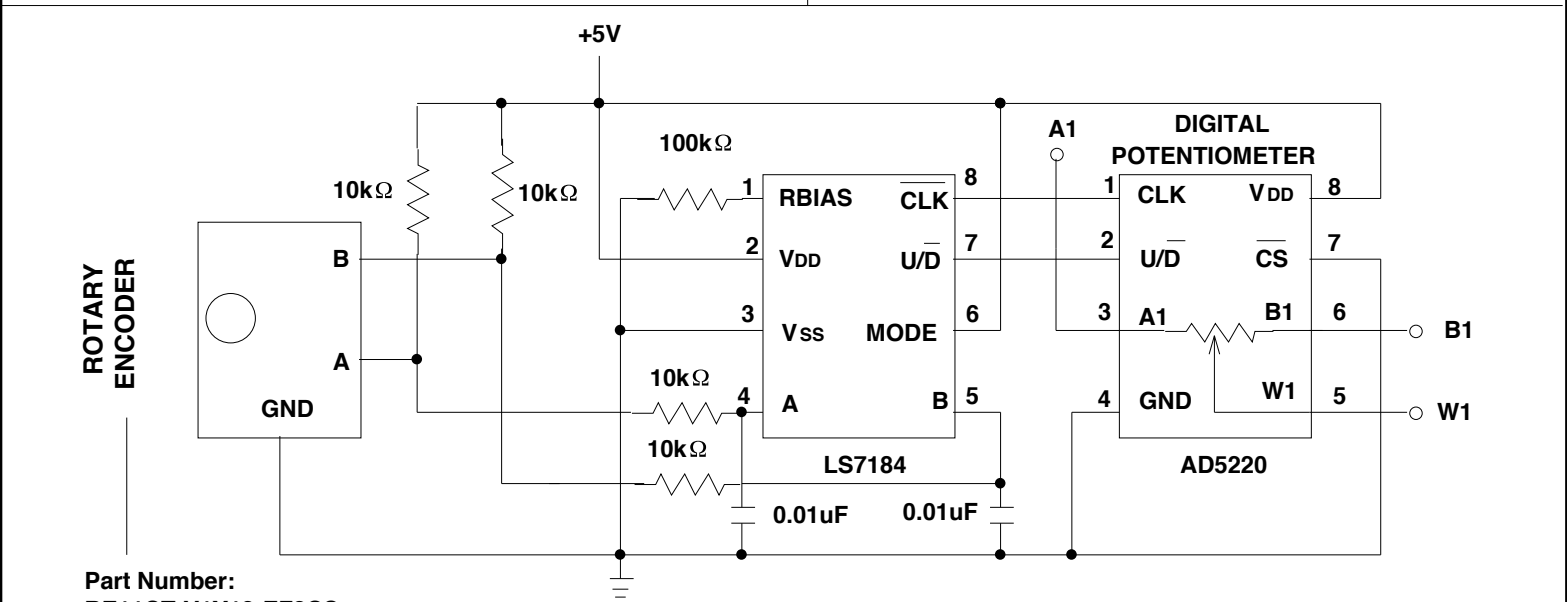 +5V
A1
DIGITAL
POTENTIOMETER
100kΩ
10kΩ
10kΩ
1
RBIAS
CLK
8
1
CLK
VDD
8
B
2
VDD
U/D
7
2
U/D
CS
7
ROTARY
ENCODER
3
VSS
MODE
6
3
A1
B1
6
B1
A
10kΩ
4
A
B
5
4
GND
W1
5
W1
GND
10kΩ
LS7184
AD5220
0.01uF
0.01uF
Part Number: